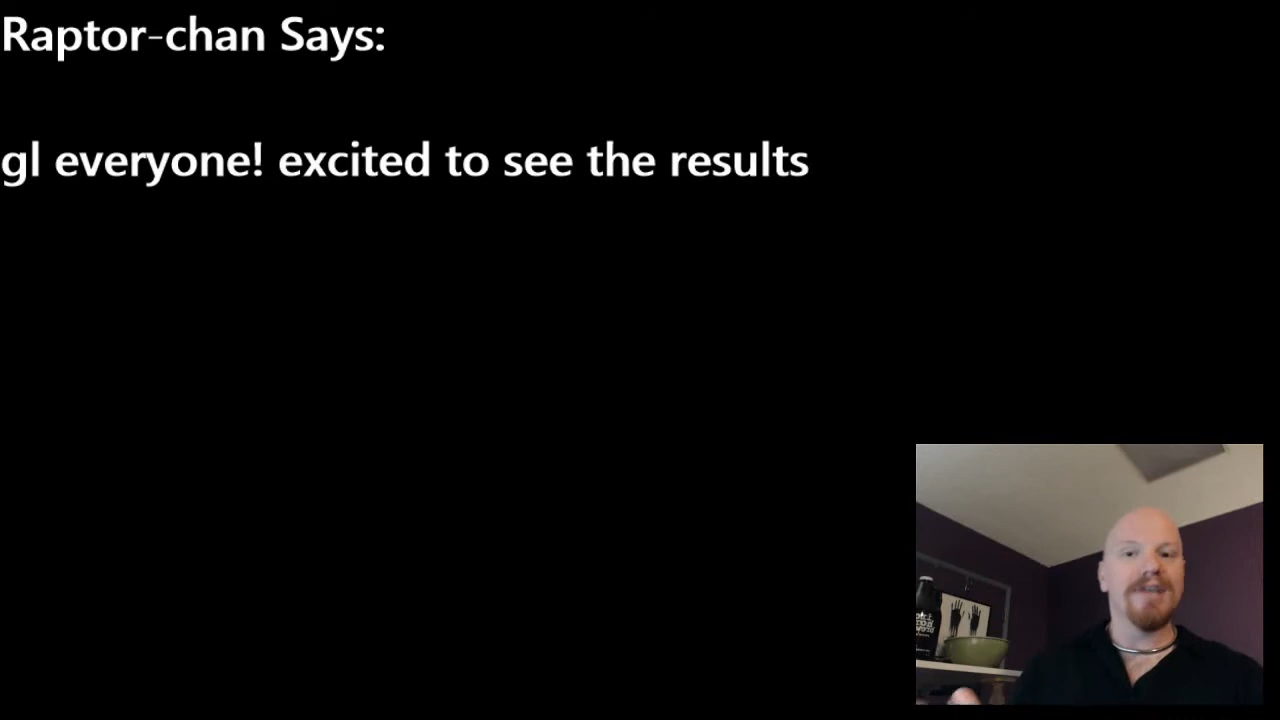 Raptor-chan Says:
gl everyone! excited to see the results